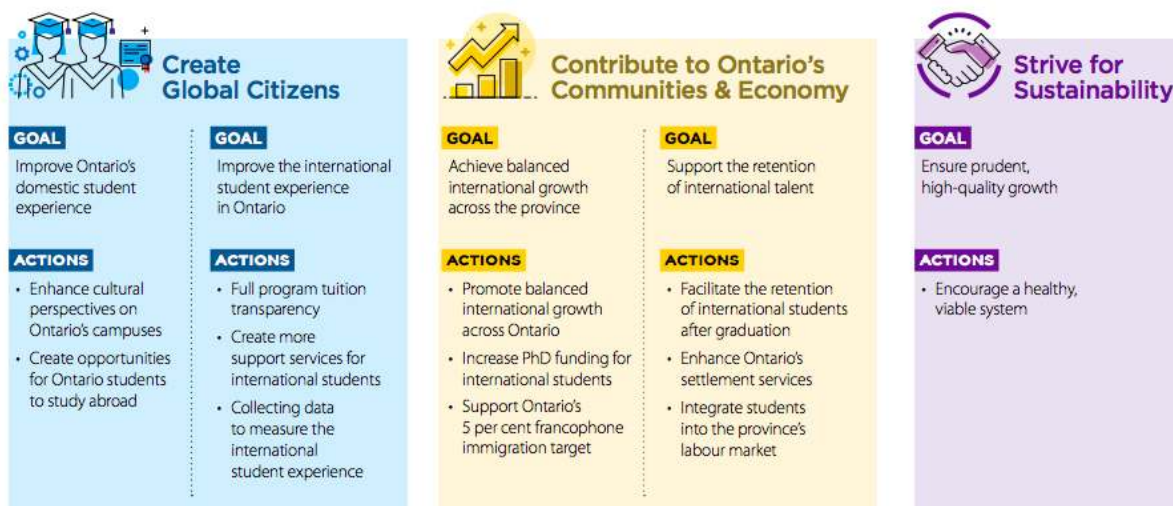 Create
Global Citizens
GOAL
Improve Ontario's
domestic student
experience
ACTIONS
• Enhance cultural
perspectives on
Ontario's campuses
• Create opportunities
for Ontario students
to study abroad
GOAL
Improve the international
student experience
in Ontario
ACTIONS
• Full program tuition
transparency
• Create more
support services for
international students
• Collecting data
to measure the
international
student experience
Contribute to Ontario's
Communities & Economy
GOAL
Achieve balanced
international growth
across the province
ACTIONS
• Promote balanced
international growth
across Ontario
• Increase PhD funding for
international students
• Support Ontario's
5 per cent francophone
immigration target
GOAL
Support the retention
of international talent
ACTIONS
• Facilitate the retention
of international students
after graduation
• Enhance Ontario's
settlement services
• Integrate students
into the province's
labour market
Strive for
Sustainability
GOAL
Ensure prudent,
high-quality growth
ACTIONS
• Encourage a healthy,
viable system